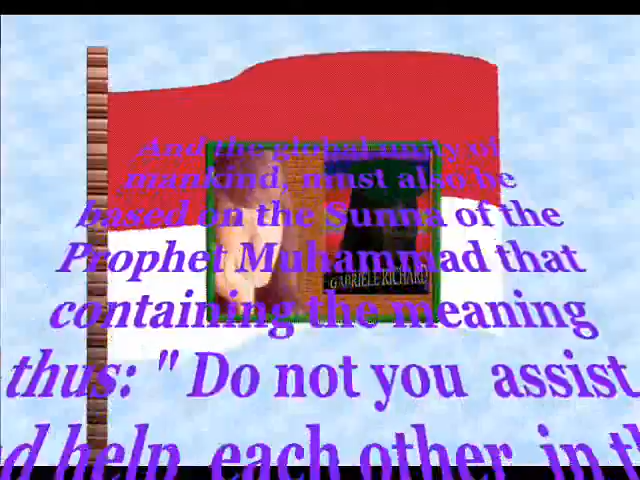 And the global unity of
mankind, must also be
based on the Sunna of the
Prophet Muhammad that
containing the meaning
thus: " Do not you assist
help each other in
GABRIELE RICHARD